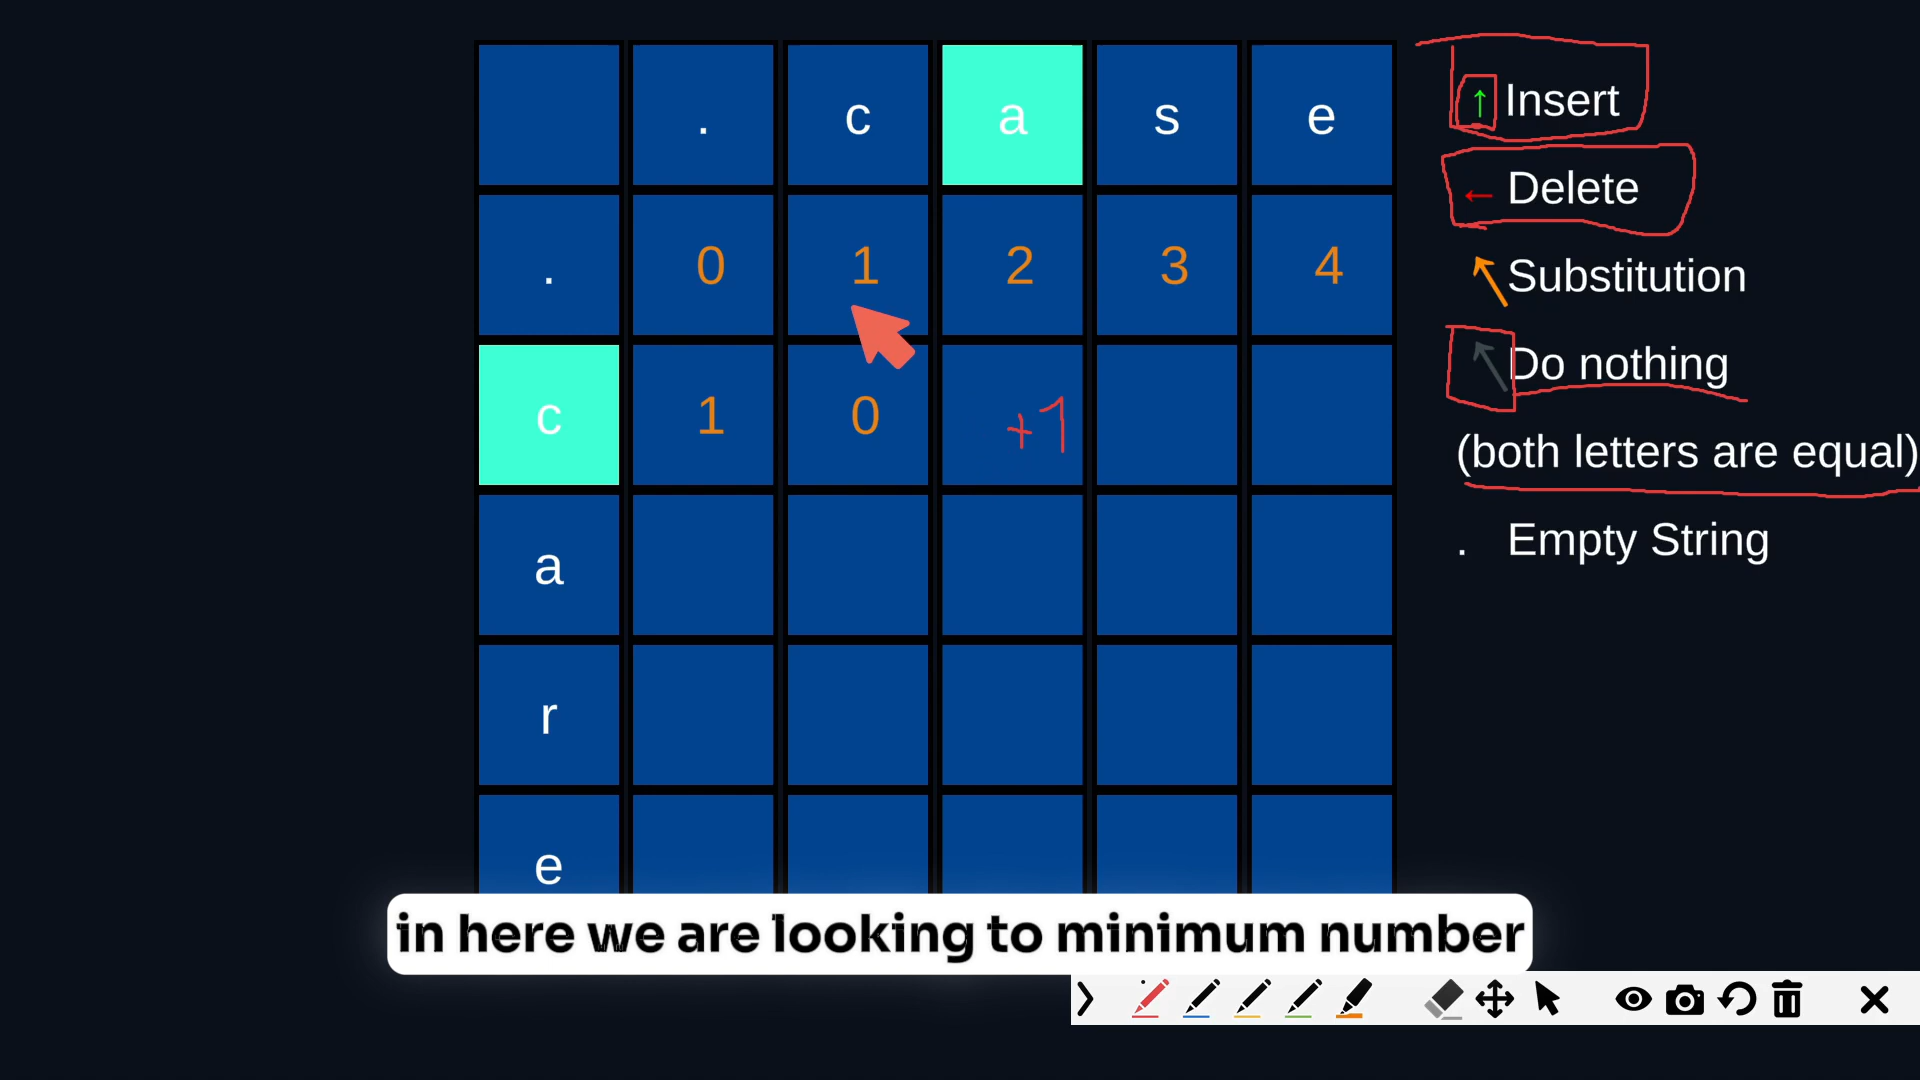 . c a s e
. 0 1 2 3 4
c 1 0 +1
a
r
e
↑ Insert
← Delete
↖ Substitution
↖ Do nothing
(both letters are equal)
. Empty String
in here we are looking to minimum number